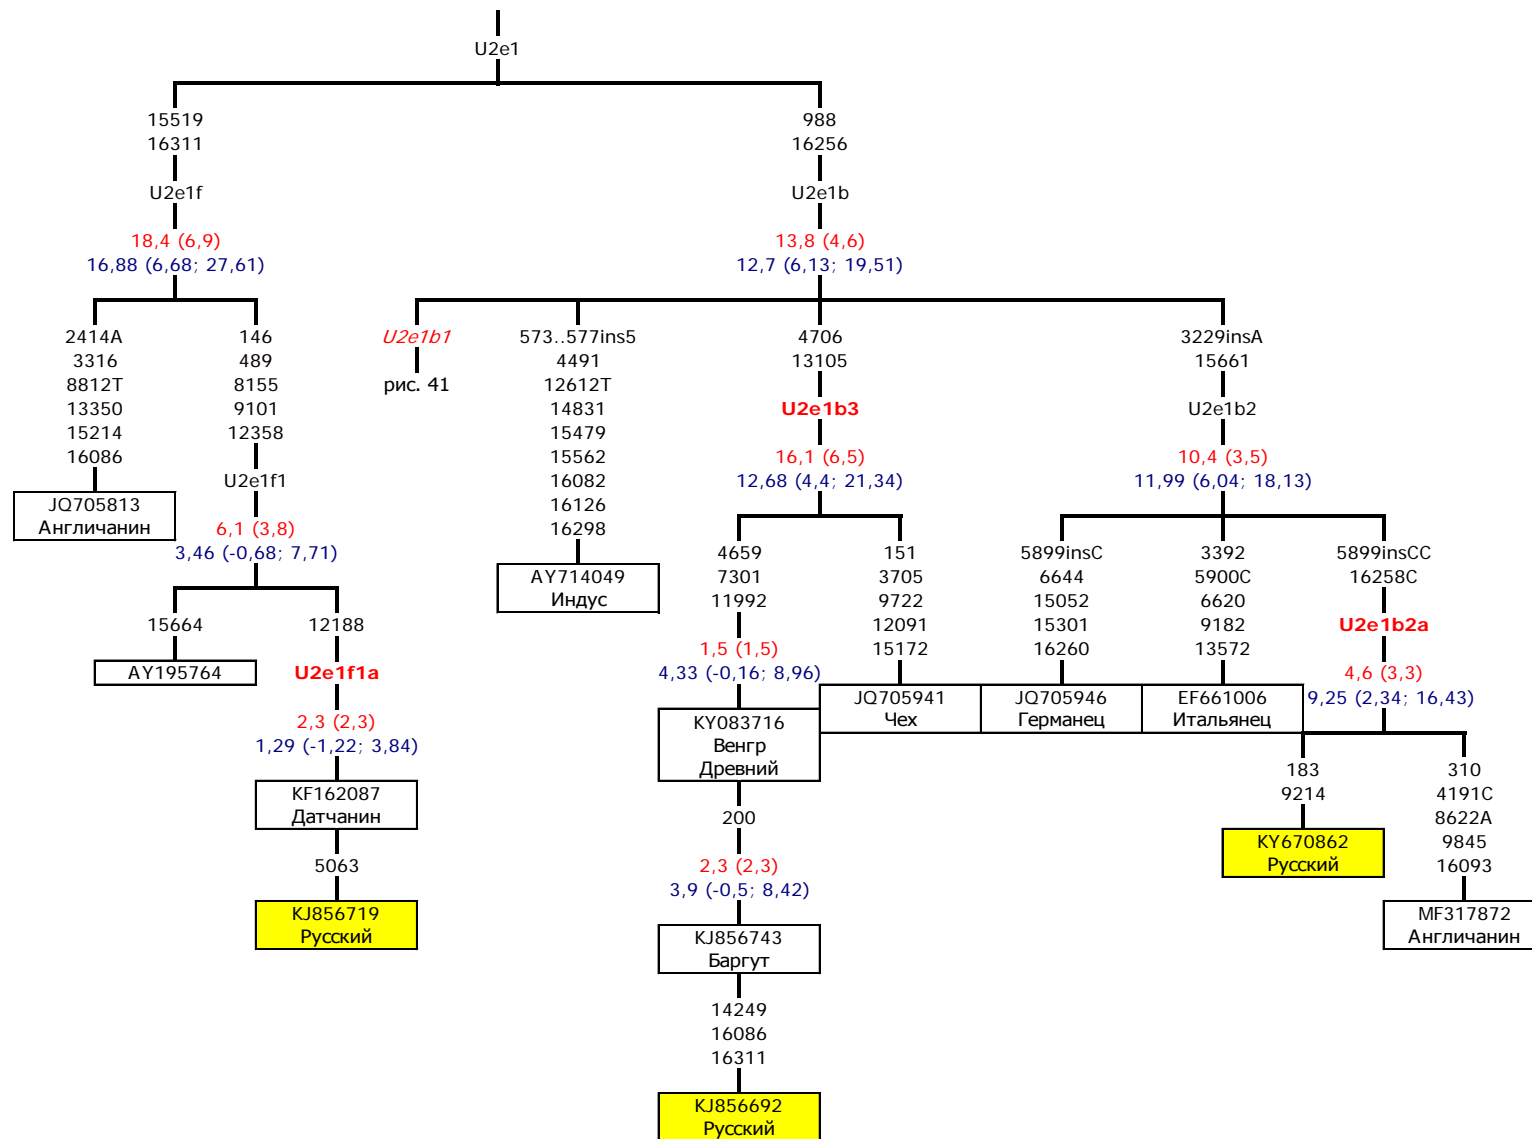 U2e1
15519
16311
U2e1f
18,4 (6,9)
16,88 (6,68; 27,61)
2414A
3316
8812T
13350
15214
16086
JQ705813
Англичанин
146
489
8155
9101
12358
U2e1f1
6,1 (3,8)
3,46 (-0,68; 7,71)
15664
AY195764
12188
U2e1f1a
2,3 (2,3)
1,29 (-1,22; 3,84)
KF162087
Датчанин
5063
KJ856719
Русский
988
16256
U2e1b
13,8 (4,6)
12,7 (6,13; 19,51)
U2e1b1
рис. 41
573..577ins5
4491
12612T
14831
15479
15562
16082
16126
16298
AY714049
Индус
4706
13105
U2e1b3
16,1 (6,5)
12,68 (4,4; 21,34)
4659
7301
11992
1,5 (1,5)
4,33 (-0,16; 8,96)
KY083716
Венгр
Древний
200
2,3 (2,3)
3,9 (-0,5; 8,42)
KJ856743
Баргут
14249
16086
16311
KJ856692
Русский
151
3705
9722
12091
15172
JQ705941
Чех
3229insA
15661
U2e1b2
10,4 (3,5)
11,99 (6,04; 18,13)
5899insC
6644
15052
15301
16260
JQ705946
Германец
3392
5900C
6620
9182
13572
EF661006
Итальянец
5899insCC
16258C
U2e1b2a
4,6 (3,3)
9,25 (2,34; 16,43)
183
9214
KY670862
Русский
310
4191C
8622A
9845
16093
MF317872
Англичанин